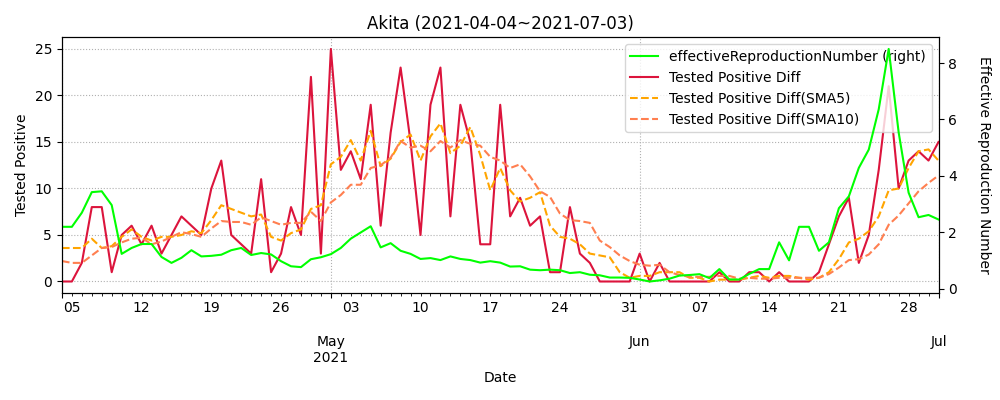 Akita (2021-04-04~2021-07-03)
effectiveReproductionNumber (right)
Tested Positive Diff
Tested Positive Diff(SMA5)
Tested Positive Diff(SMA10)
Tested Positive
25
20
15
10
5
0
Effective Reproduction Number
8
6
4
2
0
05 12 19 26 03 10 17 24 31 07 14 21 28
May Jun Jul
2021
Date